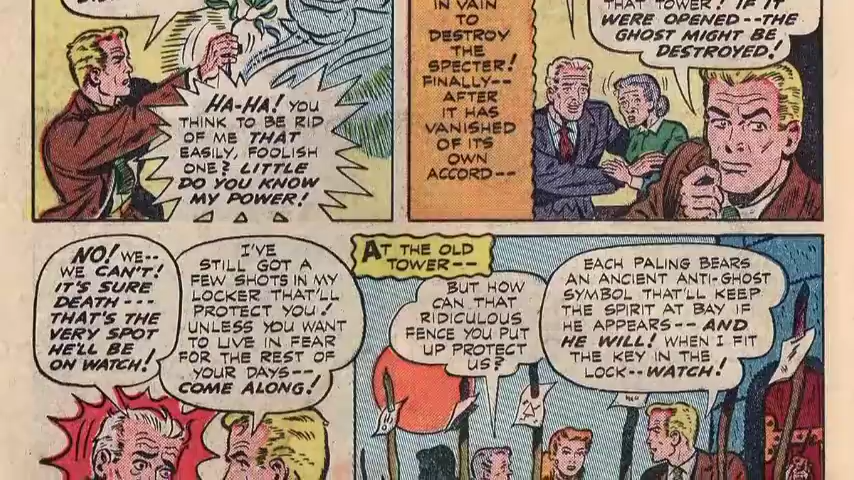 HA-HA! YOU
THINK TO BE RID
OF ME THAT
EASILY, FOOLISH
ONE? LITTLE
DO YOU KNOW
MY POWER!
IN VAIN
TO
DESTROY
THE
SPECTER!
FINALLY--
AFTER
IT HAS
VANISHED
OF ITS
OWN
ACCORD--
THAT TOWER! IF IT
WERE OPENED--THE
GHOST MIGHT BE
DESTROYED!
NO! WE--
WE CAN'T!
IT'S SURE
DEATH---
THAT'S THE
VERY SPOT
HE'LL BE
ON WATCH!
I'VE
STILL GOT A
FEW SHOTS IN MY
LOCKER THAT'LL
PROTECT YOU!
UNLESS YOU WANT
TO LIVE IN FEAR
FOR THE REST OF
YOUR DAYS--
COME ALONG!
AT THE OLD
TOWER--
BUT HOW
CAN THAT
RIDICULOUS
FENCE YOU PUT
UP PROTECT
US?
EACH PALING BEARS
AN ANCIENT ANTI-GHOST
SYMBOL THAT'LL KEEP
THE SPIRIT AT BAY IF
HE APPEARS--AND
HE WILL! WHEN I FIT
THE KEY IN THE
LOCK--WATCH!